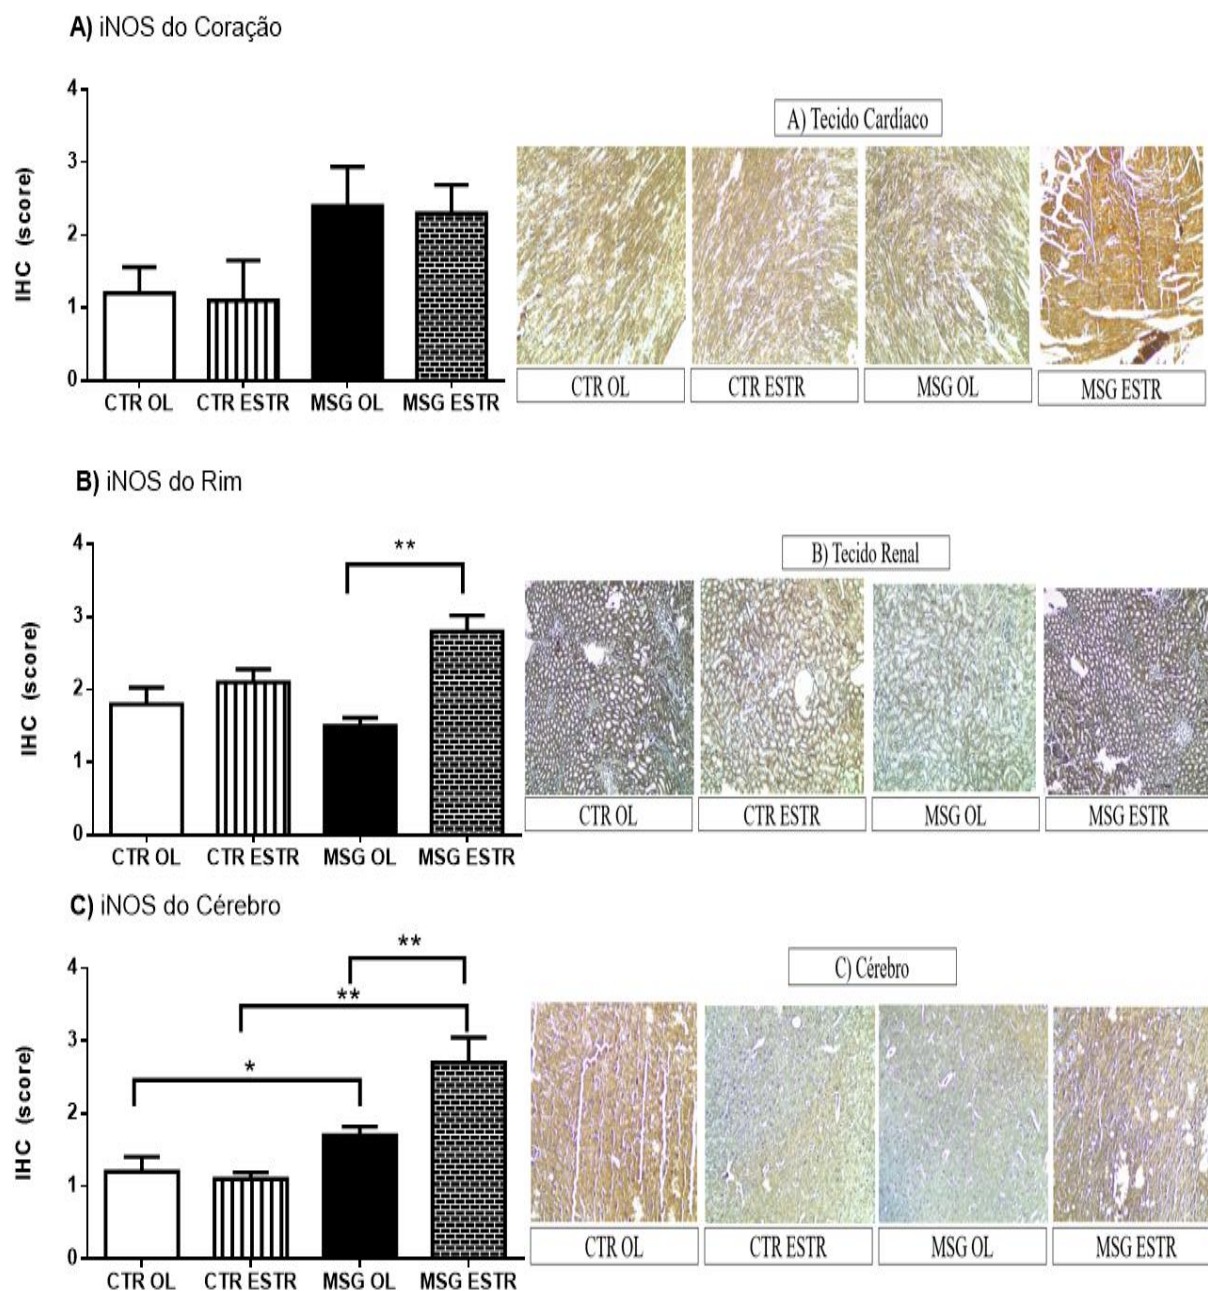 A) iNOS do Coração
4
3
2
1
0
IHC (score)
CTR OL CTR ESTR MSG OL MSG ESTR
A) Tecido Cardíaco
CTR OL CTR ESTR MSG OL MSG ESTR
B) iNOS do Rim
4
3
2
1
0
IHC (score)
**
CTR OL CTR ESTR MSG OL MSG ESTR
B) Tecido Renal
CTR OL CTR ESTR MSG OL MSG ESTR
C) iNOS do Cérebro
4
3
2
1
0
IHC (score)
**
**
*
CTR OL CTR ESTR MSG OL MSG ESTR
C) Cérebro
CTR OL CTR ESTR MSG OL MSG ESTR